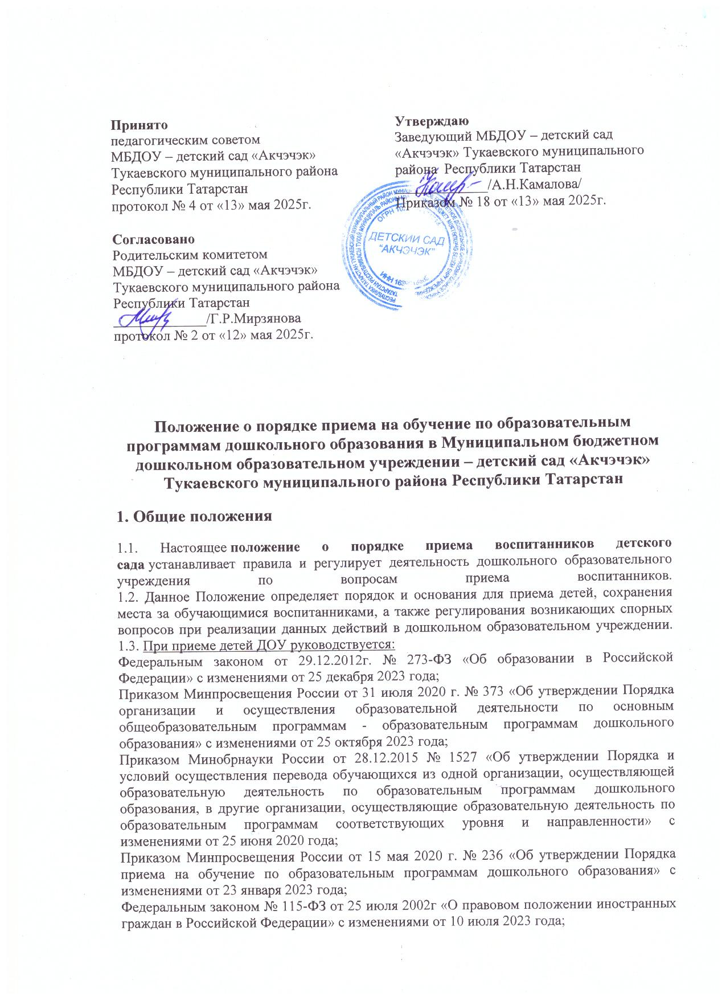 Принято
педагогическим советом
МБДОУ – детский сад «Акчэчэк»
Тукаевского муниципального района
Республики Татарстан
протокол № 4 от «13» мая 2025г.
Утверждаю
Заведующий МБДОУ – детский сад
«Акчэчэк» Тукаевского муниципального
района Республики Татарстан
/А.Н.Камалова/
Приказом № 18 от «13» мая 2025г.
ДЕТСКИЙ САД
"АКЧЭЧЭК"
Согласовано
Родительским комитетом
МБДОУ – детский сад «Акчэчэк»
Тукаевского муниципального района
Республики Татарстан
/Г.Р.Мирзянова
протокол № 2 от «12» мая 2025г.
Положение о порядке приема на обучение по образовательным
программам дошкольного образования в Муниципальном бюджетном
дошкольном образовательном учреждении – детский сад «Акчэчэк»
Тукаевского муниципального района Республики Татарстан
1. Общие положения
1.1. Настоящее положение о порядке приема воспитанников детского
сада устанавливает правила и регулирует деятельность дошкольного образовательного
учреждения по вопросам приема воспитанников.
1.2. Данное Положение определяет порядок и основания для приема детей, сохранения
места за обучающимися воспитанниками, а также регулирования возникающих спорных
вопросов при реализации данных действий в дошкольном образовательном учреждении.
1.3. При приеме детей ДОУ руководствуется:
Федеральным законом от 29.12.2012г. № 273-ФЗ «Об образовании в Российской
Федерации» с изменениями от 25 декабря 2023 года;
Приказом Минпросвещения России от 31 июля 2020 г. № 373 «Об утверждении Порядка
организации и осуществления образовательной деятельности по основным
общеобразовательным программам - образовательным программам дошкольного
образования» с изменениями от 25 октября 2023 года;
Приказом Минобрнауки России от 28.12.2015 № 1527 «Об утверждении Порядка и
условий осуществления перевода обучающихся из одной организации, осуществляющей
образовательную деятельность по образовательным программам дошкольного
образования, в другие организации, осуществляющие образовательную деятельность по
образовательным программам соответствующих уровня и направленности» с
изменениями от 25 июня 2020 года;
Приказом Минпросвещения России от 15 мая 2020 г. № 236 «Об утверждении Порядка
приема на обучение по образовательным программам дошкольного образования» с
изменениями от 23 января 2023 года;
Федеральным законом № 115-ФЗ от 25 июля 2002г «О правовом положении иностранных
граждан в Российской Федерации» с изменениями от 10 июля 2023 года;